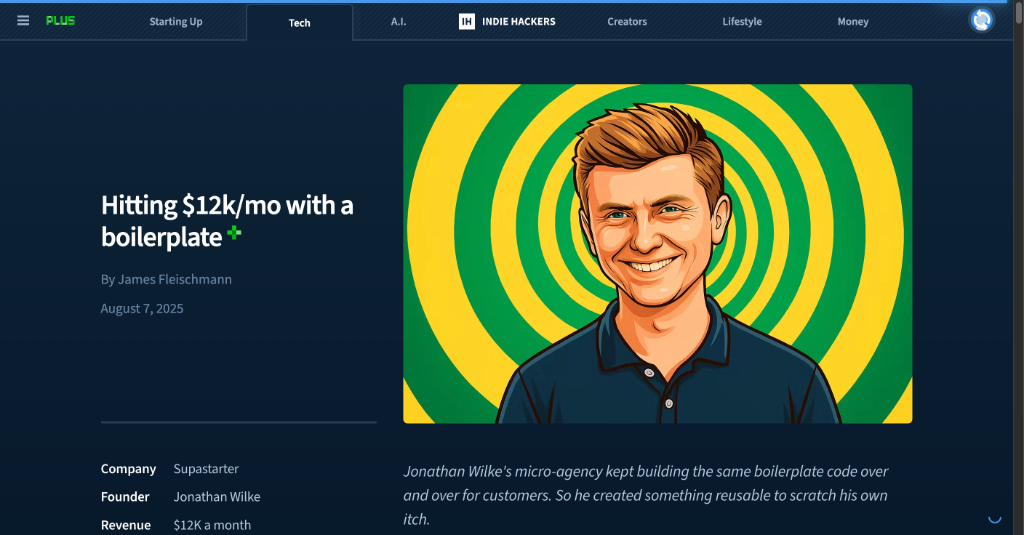 PLUS
Starting Up
Tech
A.I.
IH INDIE HACKERS
Creators
Lifestyle
Money
Hitting $12k/mo with a
boilerplate
By James Fleischmann
August 7, 2025
Company Supastarter
Founder Jonathan Wilke
Revenue $12K a month
Jonathan Wilke's micro-agency kept building the same boilerplate code over
and over for customers. So he created something reusable to scratch his own
itch.